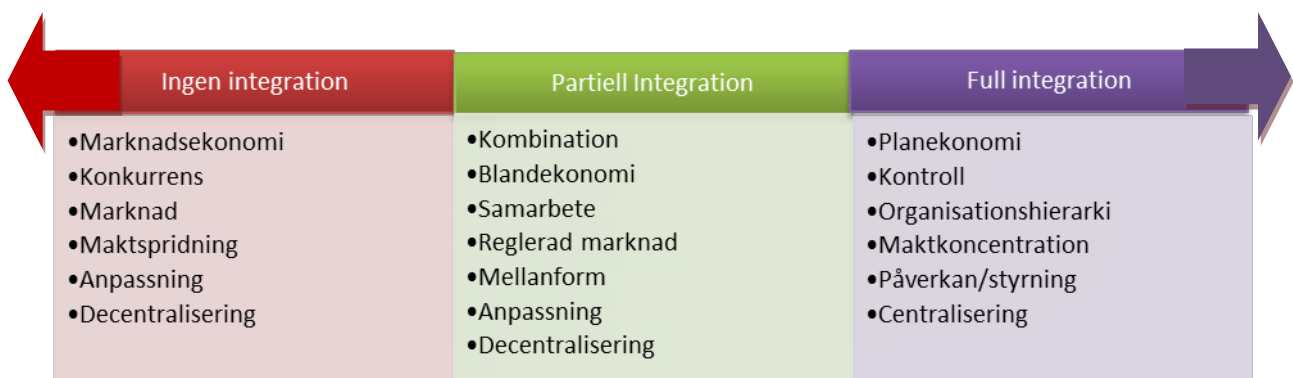 Ingen integration
•Marknadsekonomi
•Konkurrens
•Marknad
•Maktspridning
•Anpassning
•Decentralisering
Partiell Integration
•Kombination
•Blandekonomi
•Samarbete
•Reglerad marknad
•Mellanform
•Anpassning
•Decentralisering
Full integration
•Planekonomi
•Kontroll
•Organisationshierarki
•Maktkoncentration
•Påverkan/styrning
•Centralisering